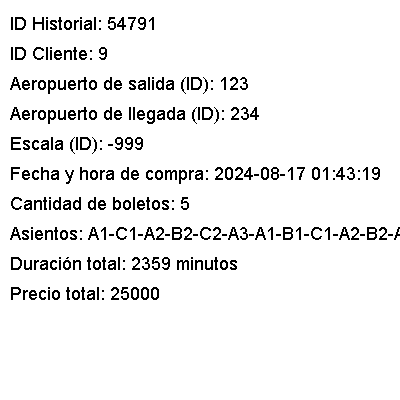 ID Historial: 54791
ID Cliente: 9
Aeropuerto de salida (ID): 123
Aeropuerto de llegada (ID): 234
Escala (ID): -999
Fecha y hora de compra: 2024-08-17 01:43:19
Cantidad de boletos: 5
Asientos: A1-C1-A2-B2-C2-A3-A1-B1-C1-A2-B2-A
Duración total: 2359 minutos
Precio total: 25000